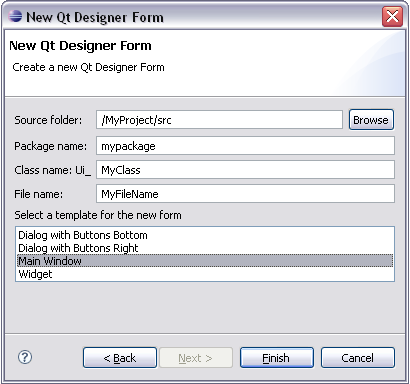 New Qt Designer Form
New Qt Designer Form
Create a new Qt Designer Form
Source folder: /MyProject/src Browse
Package name: mypackage
Class name: Ui_ MyClass
File name: MyFileName
Select a template for the new form
Dialog with Buttons Bottom
Dialog with Buttons Right
Main Window
Widget
? < Back Next > Finish Cancel